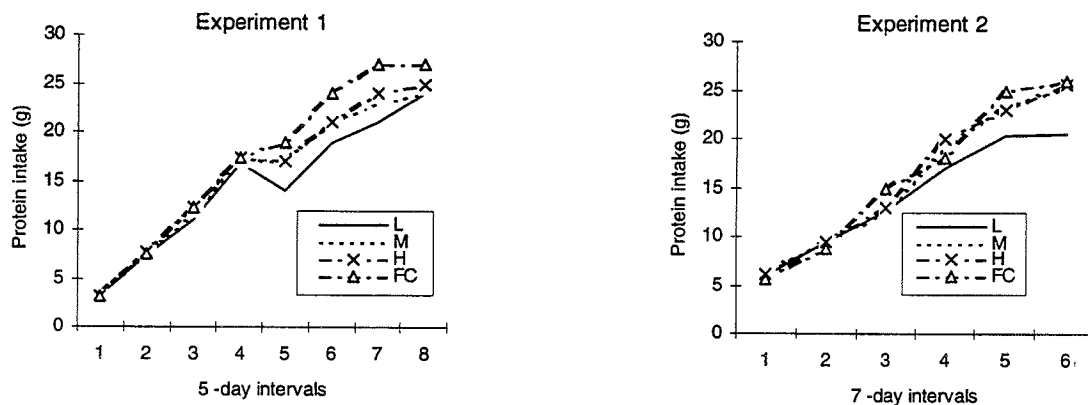 Experiment 1
Protein intake (g)
30
25
20
15
10
5
0
L
M
H
FC
1 2 3 4 5 6 7 8
5 -day intervals
Experiment 2
Protein intake (g)
30
25
20
15
10
5
0
L
M
H
FC
1 2 3 4 5 6
7 -day intervals